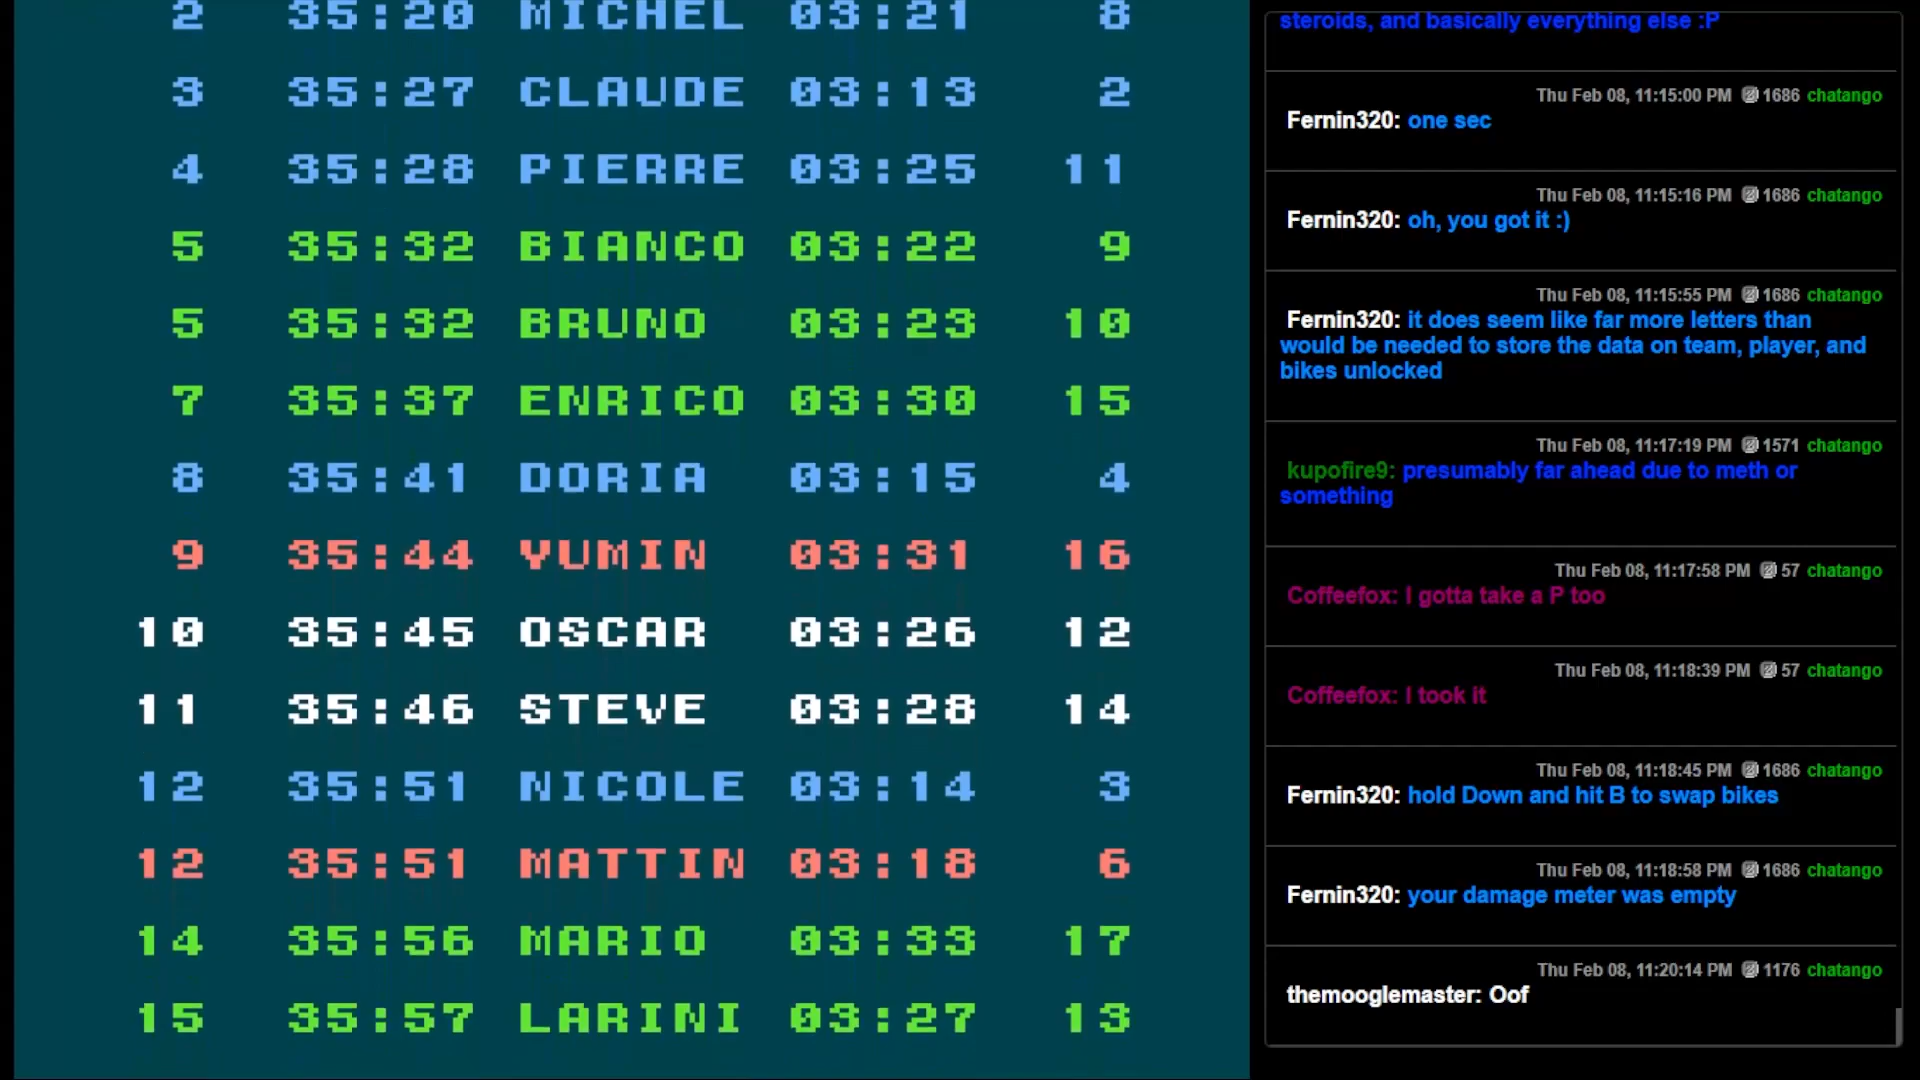 2 35:20 MICHEL 03:21 8
3 35:27 CLAUDE 03:13 2
4 35:28 PIERRE 03:25 11
5 35:32 BIANCO 03:22 9
5 35:32 BRUNO 03:23 10
7 35:37 ENRICO 03:30 15
8 35:41 DORIA 03:15 4
9 35:44 YUMIN 03:31 16
10 35:45 OSCAR 03:26 12
11 35:46 STEVE 03:28 14
12 35:51 NICOLE 03:14 3
12 35:51 MATTIN 03:18 6
14 35:56 MARIO 03:33 17
15 35:57 LARINI 03:27 13
steroids, and basically everything else :P
Thu Feb 08, 11:15:00 PM 1686 chatango
Fernin320: one sec
Thu Feb 08, 11:15:16 PM 1686 chatango
Fernin320: oh, you got it :)
Thu Feb 08, 11:15:55 PM 1686 chatango
Fernin320: it does seem like far more letters than
would be needed to store the data on team, player, and
bikes unlocked
Thu Feb 08, 11:17:19 PM 1571 chatango
kupofire9: presumably far ahead due to meth or
something
Thu Feb 08, 11:17:58 PM 57 chatango
Coffeefox: I gotta take a P too
Thu Feb 08, 11:18:39 PM 57 chatango
Coffeefox: I took it
Thu Feb 08, 11:18:45 PM 1686 chatango
Fernin320: hold Down and hit B to swap bikes
Thu Feb 08, 11:18:58 PM 1686 chatango
Fernin320: your damage meter was empty
Thu Feb 08, 11:20:14 PM 1176 chatango
themooglemaster: Oof